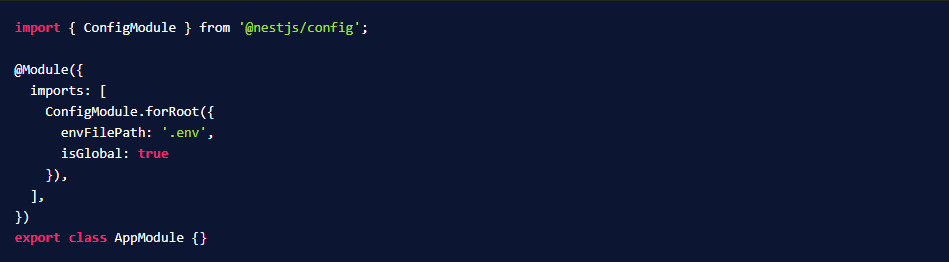 import { ConfigModule } from '@nestjs/config';
@Module({
  imports: [
    ConfigModule.forRoot({
      envFilePath: '.env',
      isGlobal: true
    }),
  ],
})
export class AppModule {}